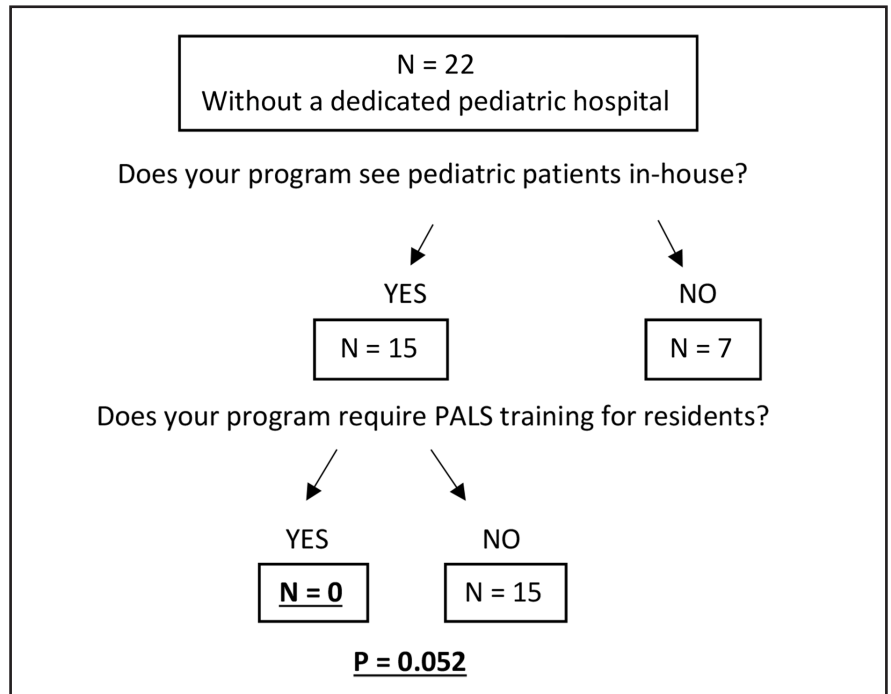 N = 22
Without a dedicated pediatric hospital
Does your program see pediatric patients in-house?
YES
NO
N = 15
N = 7
Does your program require PALS training for residents?
YES
NO
N = 0
N = 15
P = 0.052